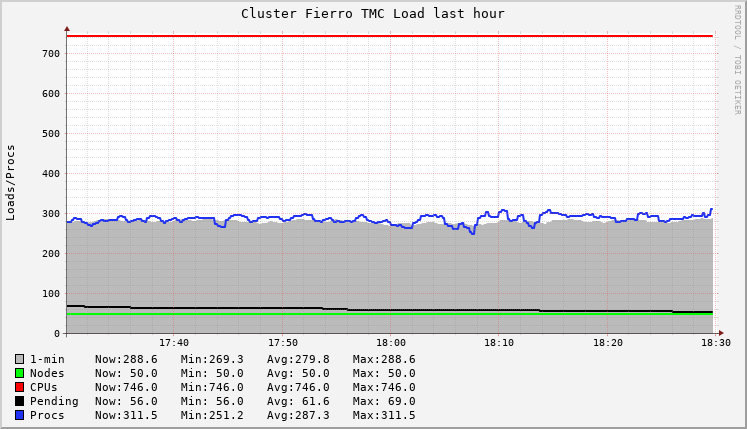 Cluster Fierro TMC Load last hour
RRDTOOL / TOBI OETIKER
Loads/Procs
700
600
500
400
300
200
100
0
17:40 17:50 18:00 18:10 18:20 18:30
1-min Now:288.6 Min:269.3 Avg:279.8 Max:288.6
Nodes Now: 50.0 Min: 50.0 Avg: 50.0 Max: 50.0
CPUs Now:746.0 Min:746.0 Avg:746.0 Max:746.0
Pending Now: 56.0 Min: 56.0 Avg: 61.6 Max: 69.0
Procs Now:311.5 Min:251.2 Avg:287.3 Max:311.5